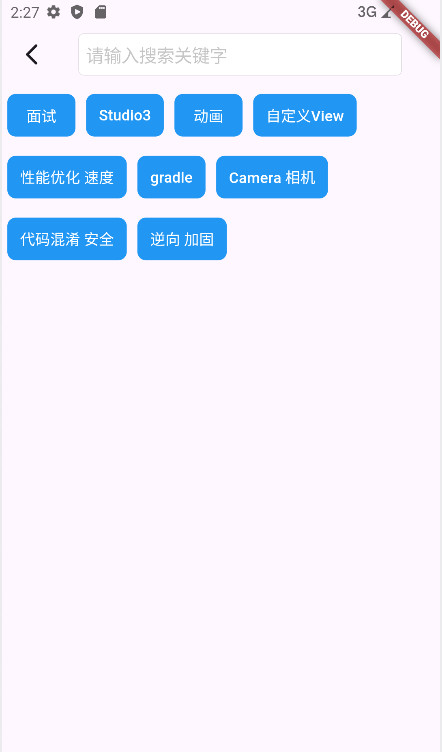 2:27 3G
DEBUG
请输入搜索关键字
面试 Studio3 动画 自定义View
性能优化 速度 gradle Camera 相机
代码混淆 安全 逆向 加固